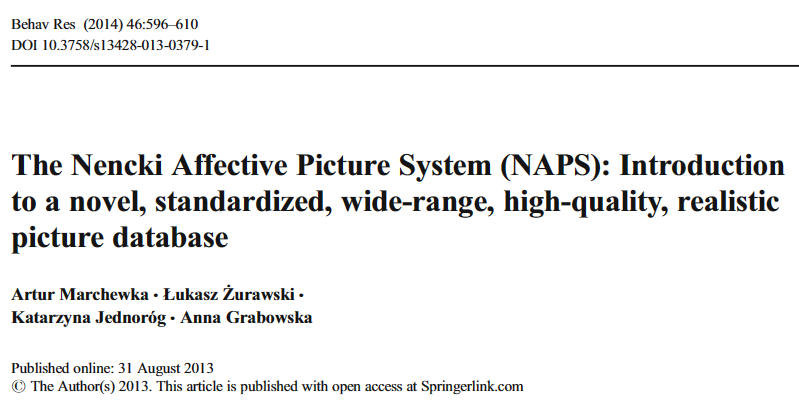 Behav Res (2014) 46:596–610
DOI 10.3758/s13428-013-0379-1
The Nencki Affective Picture System (NAPS): Introduction
to a novel, standardized, wide-range, high-quality, realistic
picture database
Artur Marchewka · Łukasz Żurawski ·
Katarzyna Jednoróg · Anna Grabowska
Published online: 31 August 2013
© The Author(s) 2013. This article is published with open access at Springerlink.com